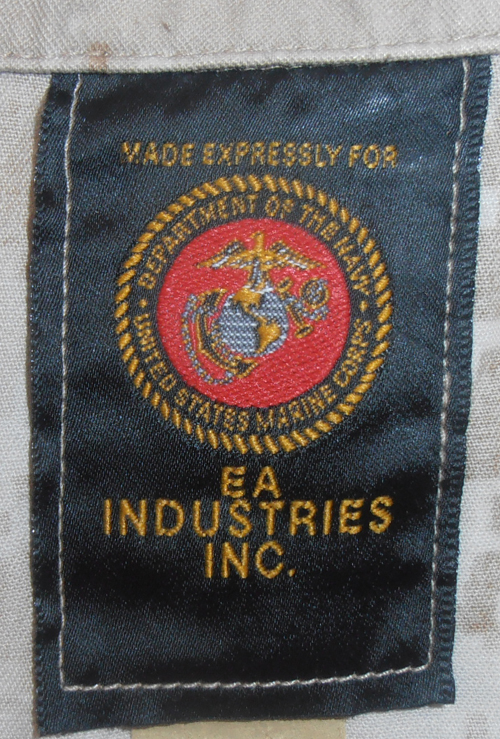 MADE EXPRESSLY FOR
DEPARTMENT OF THE NAVY
UNITED STATES MARINE CORPS
EA
INDUSTRIES
INC.